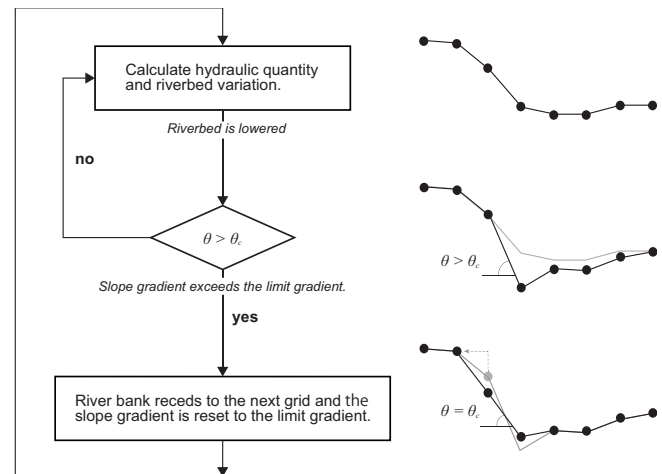 Calculate hydraulic quantity
and riverbed variation.
Riverbed is lowered
no
θ > θc
Slope gradient exceeds the limit gradient.
yes
River bank receds to the next grid and the
slope gradient is reset to the limit gradient.
θ > θc
θ = θc